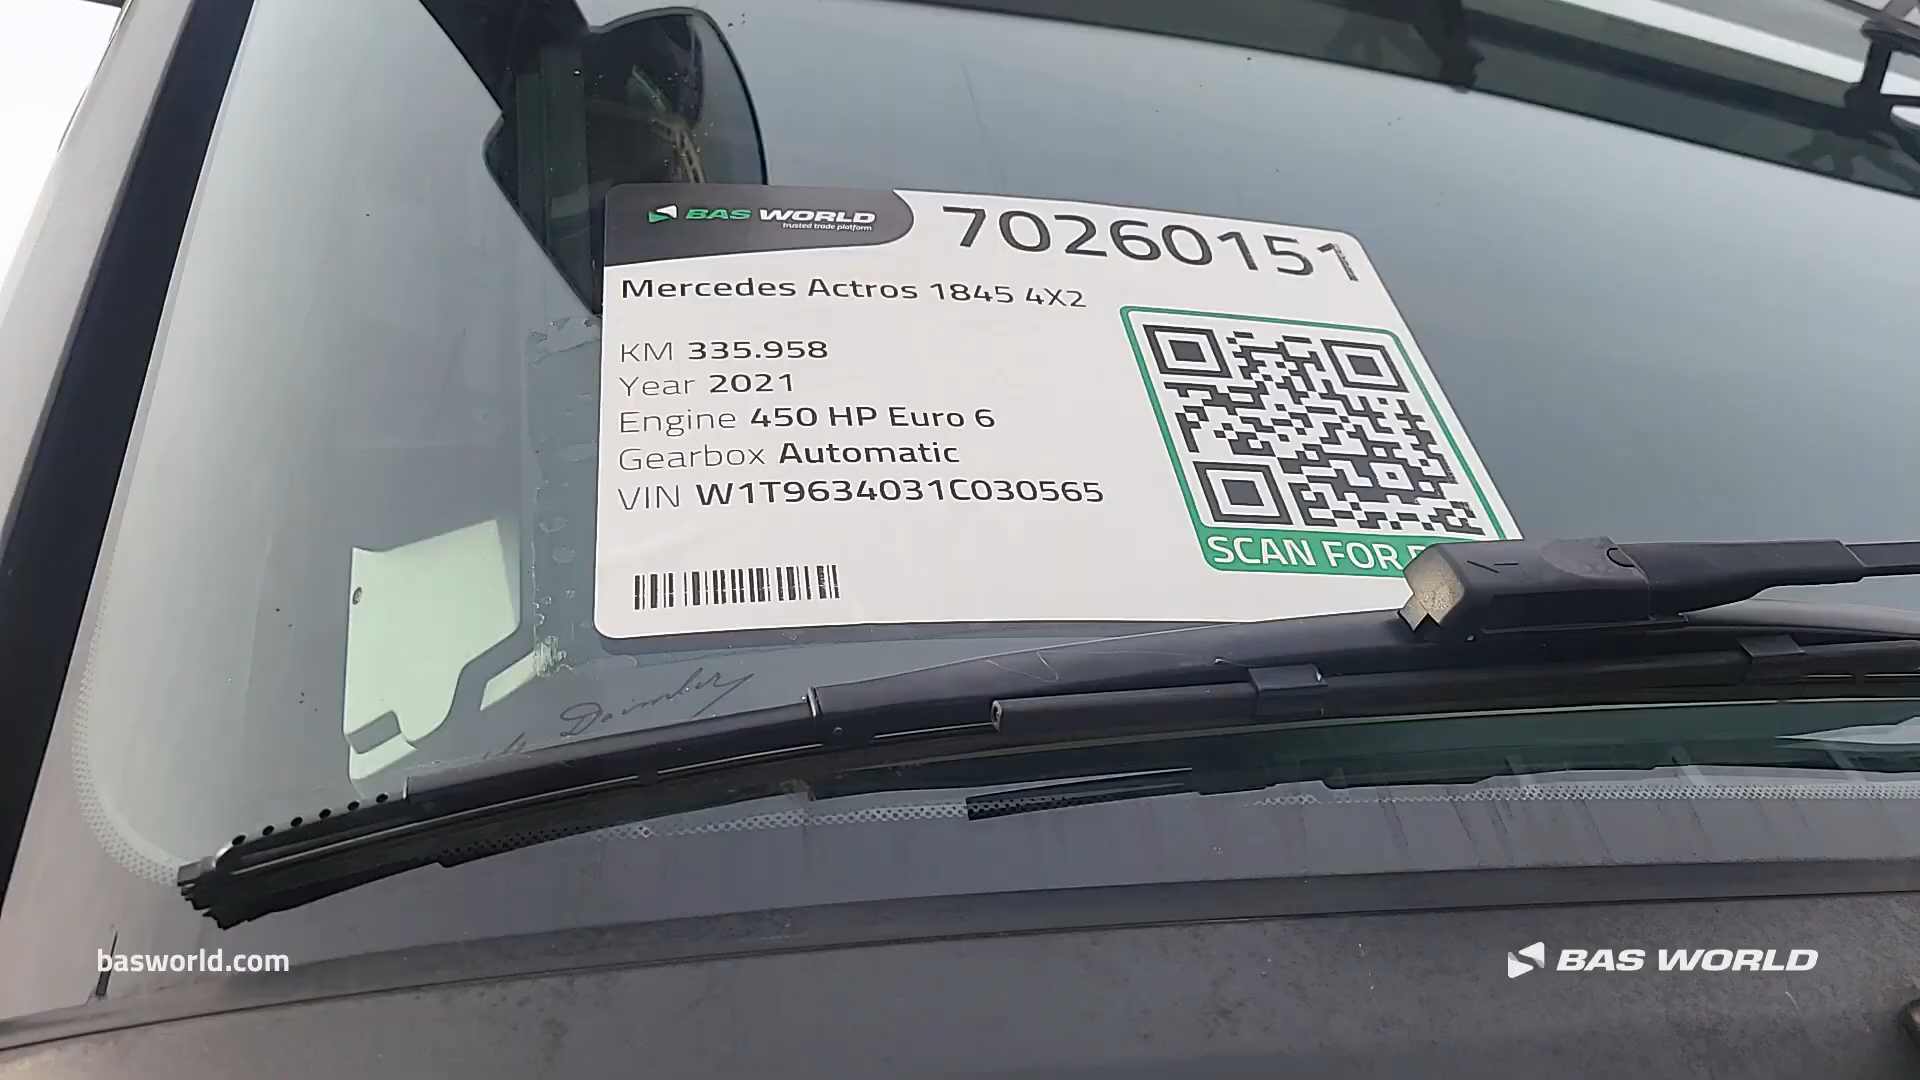 BAS WORLD
trusted trade platform
70260151
Mercedes Actros 1845 4X2
KM 335.958
Year 2021
Engine 450 HP Euro 6
Gearbox Automatic
VIN W1T9634031C030565
SCAN FOR
Daimler
basworld.com
BAS WORLD